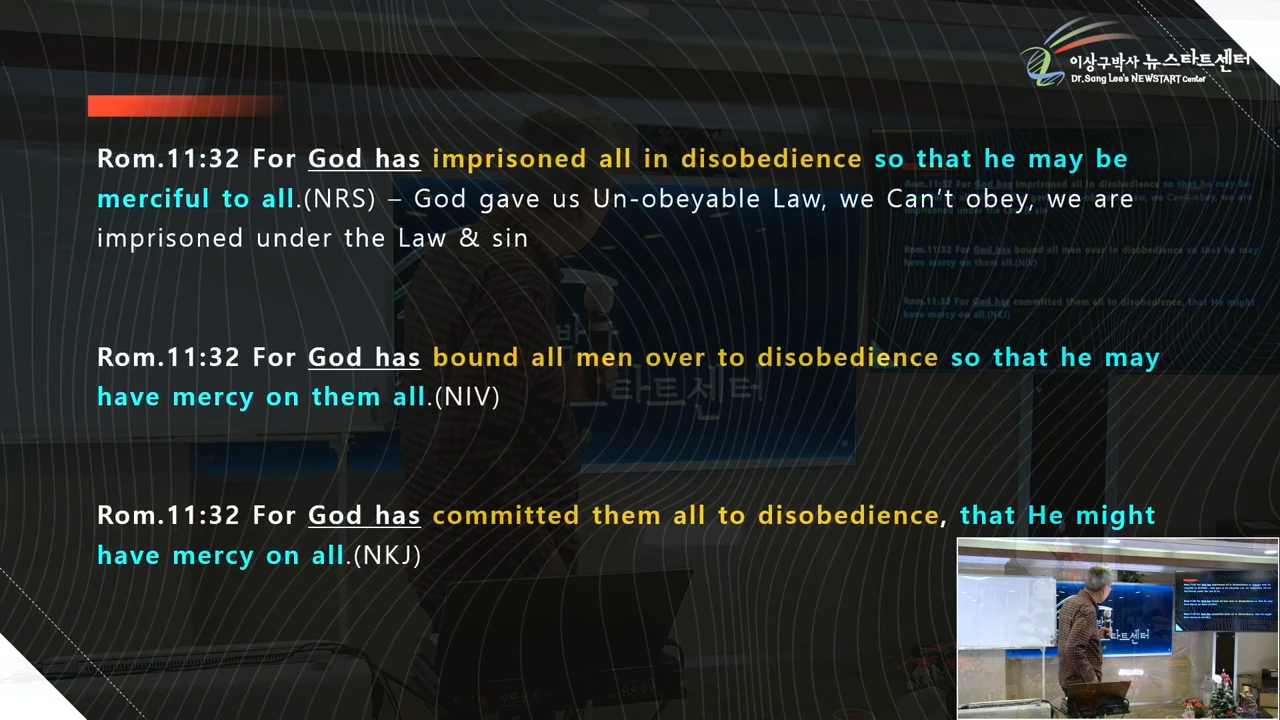 이상구박사 뉴스타트센터
Dr.Sang Lee's NEWSTART Center
Rom.11:32 For God has imprisoned all in disobedience so that he may be
merciful to all.(NRS) – God gave us Un-obeyable Law, we Can't obey, we are
imprisoned under the Law & sin
Rom.11:32 For God has bound all men over to disobedience so that he may
have mercy on them all.(NIV)
Rom.11:32 For God has committed them all to disobedience, that He might
have mercy on all.(NKJ)
타트센터